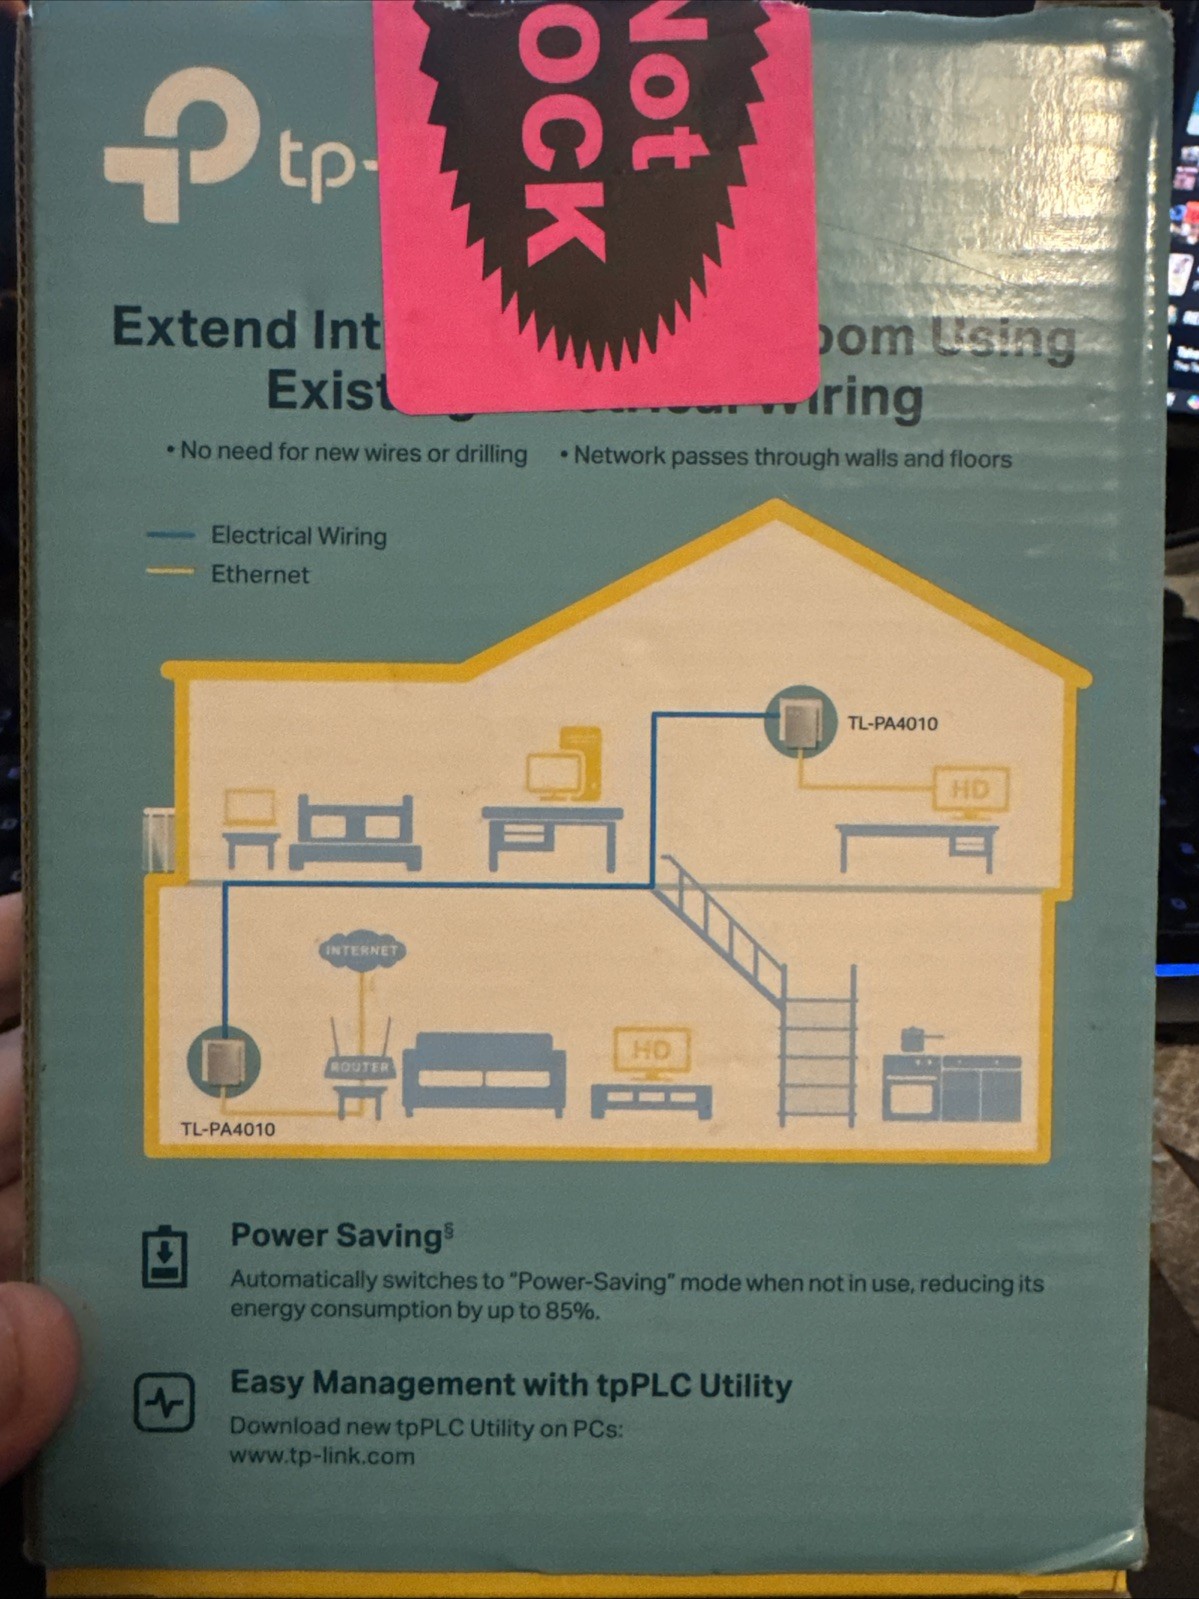 Not
OCK
tp-
Extend Int oom Using
Exist g ctrical Wiring
• No need for new wires or drilling • Network passes through walls and floors
Electrical Wiring
Ethernet
TL-PA4010
HD
INTERNET
ROUTER
HD
TL-PA4010
Power Saving§
Automatically switches to “Power-Saving” mode when not in use, reducing its
energy consumption by up to 85%.
Easy Management with tpPLC Utility
Download new tpPLC Utility on PCs:
www.tp-link.com